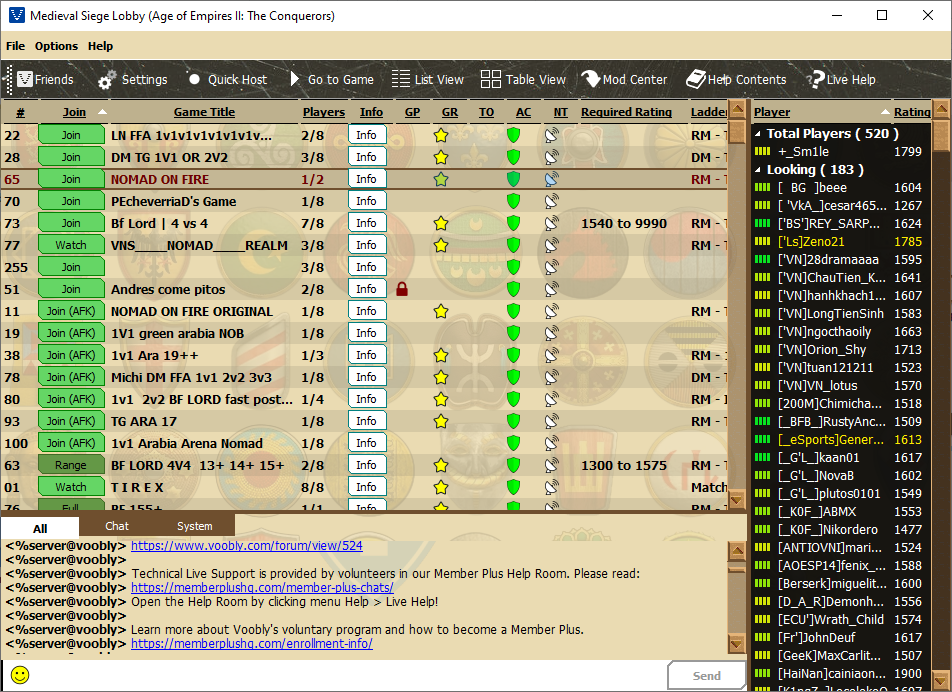 Medieval Siege Lobby (Age of Empires II: The Conquerors)
File Options Help
Friends Settings Quick Host Go to Game List View Table View Mod Center Help Contents Live Help
# Join Game Title Players Info GP GR TO AC NT Required Rating Ladder
22 Join LN FFA 1v1v1v1v1v1v1v... 2/8 Info RM - T
28 Join DM TG 1V1 OR 2V2 3/8 Info DM - T
65 Join NOMAD ON FIRE 1/2 Info RM - T
70 Join PEcheverriaD's Game 1/8 Info
73 Join Bf Lord | 4 vs 4 7/8 Info 1540 to 9990 RM - T
77 Watch VNS____NOMAD____REALM 3/8 Info RM - T
255 Join 3/8 Info
51 Join Andres come pitos 2/8 Info
11 Join (AFK) NOMAD ON FIRE ORIGINAL 1/8 Info RM - T
19 Join (AFK) 1V1 green arabia NOB 1/8 Info
38 Join (AFK) 1v1 Ara 19++ 1/3 Info RM -
78 Join (AFK) Michi DM FFA 1v1 2v2 3v3 1/8 Info DM - T
80 Join (AFK) 1v1 2v2 BF LORD fast post... 1/4 Info RM - T
93 Join (AFK) TG ARA 17 1/8 Info RM - T
100 Join (AFK) 1v1 Arabia Arena Nomad 1/8 Info
63 Range BF LORD 4V4 13+ 14+ 15+ 2/8 Info 1300 to 1575 RM - T
01 Watch T I R E X 8/8 Info Match
76 Full BF 155+ 1/1 Info RM - T
All Chat System
<%server@voobly> https://www.voobly.com/forum/view/524
<%server@voobly>
<%server@voobly> Technical Live Support is provided by volunteers in our Member Plus Help Room. Please read:
<%server@voobly> https://memberplushq.com/member-plus-chats/
<%server@voobly> Open the Help Room by clicking menu Help > Live Help!
<%server@voobly>
<%server@voobly> Learn more about Voobly's voluntary program and how to become a Member Plus.
<%server@voobly> https://memberplushq.com/enrollment-info/
Send
Player Rating
Total Players ( 520 )
+_Sm1le 1799
Looking ( 183 )
[_BG_]beee 1604
['VkA_]cesar465... 1267
['BS']REY_SARP... 1624
['Ls]Zeno21 1785
['VN]28dramaaaa 1595
['VN]ChauTien_K... 1641
['VN]hanhkhach1... 1607
['VN]LongTienSinh 1583
['VN]ngocthaoily 1663
['VN]Orion_Shy 1713
['VN]tuan121211 1523
['VN]VN_lotus 1570
[200M]Chimicha... 1518
[_BFB_]RustyAnc... 1509
[_eSports]Gener... 1613
[_G'L_]kaan01 1617
[_G'L_]NovaB 1602
[_G'L_]plutos0101 1549
[_K0F_]ABMX 1553
[_K0F_]Nikordero 1477
[ANTIOVNI]mari... 1524
[AOESP14]fenix_... 1588
[Berserk]miguelit... 1600
[D_A_R]Demonh... 1556
[ECU']Wrath_Child 1574
[Fr']JohnDeuf 1617
[GeeK]MaxCarlit... 1558
[HaiNan]cainiaon... 1900